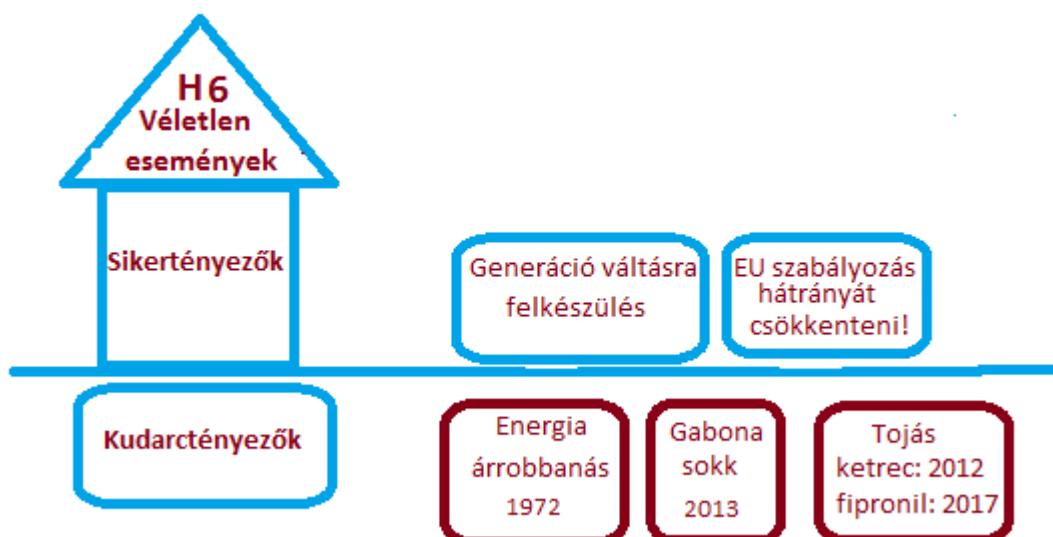 H 6
Véletlen
események
Sikertényezők
Generáció váltásra
felkészülés
EU szabályozás
hátrányát
csökkenteni!
Kudarctényezők
Energia
árrobbanás
1972
Gabona
sokk
2013
Tojás
ketrec: 2012
fipronil: 2017